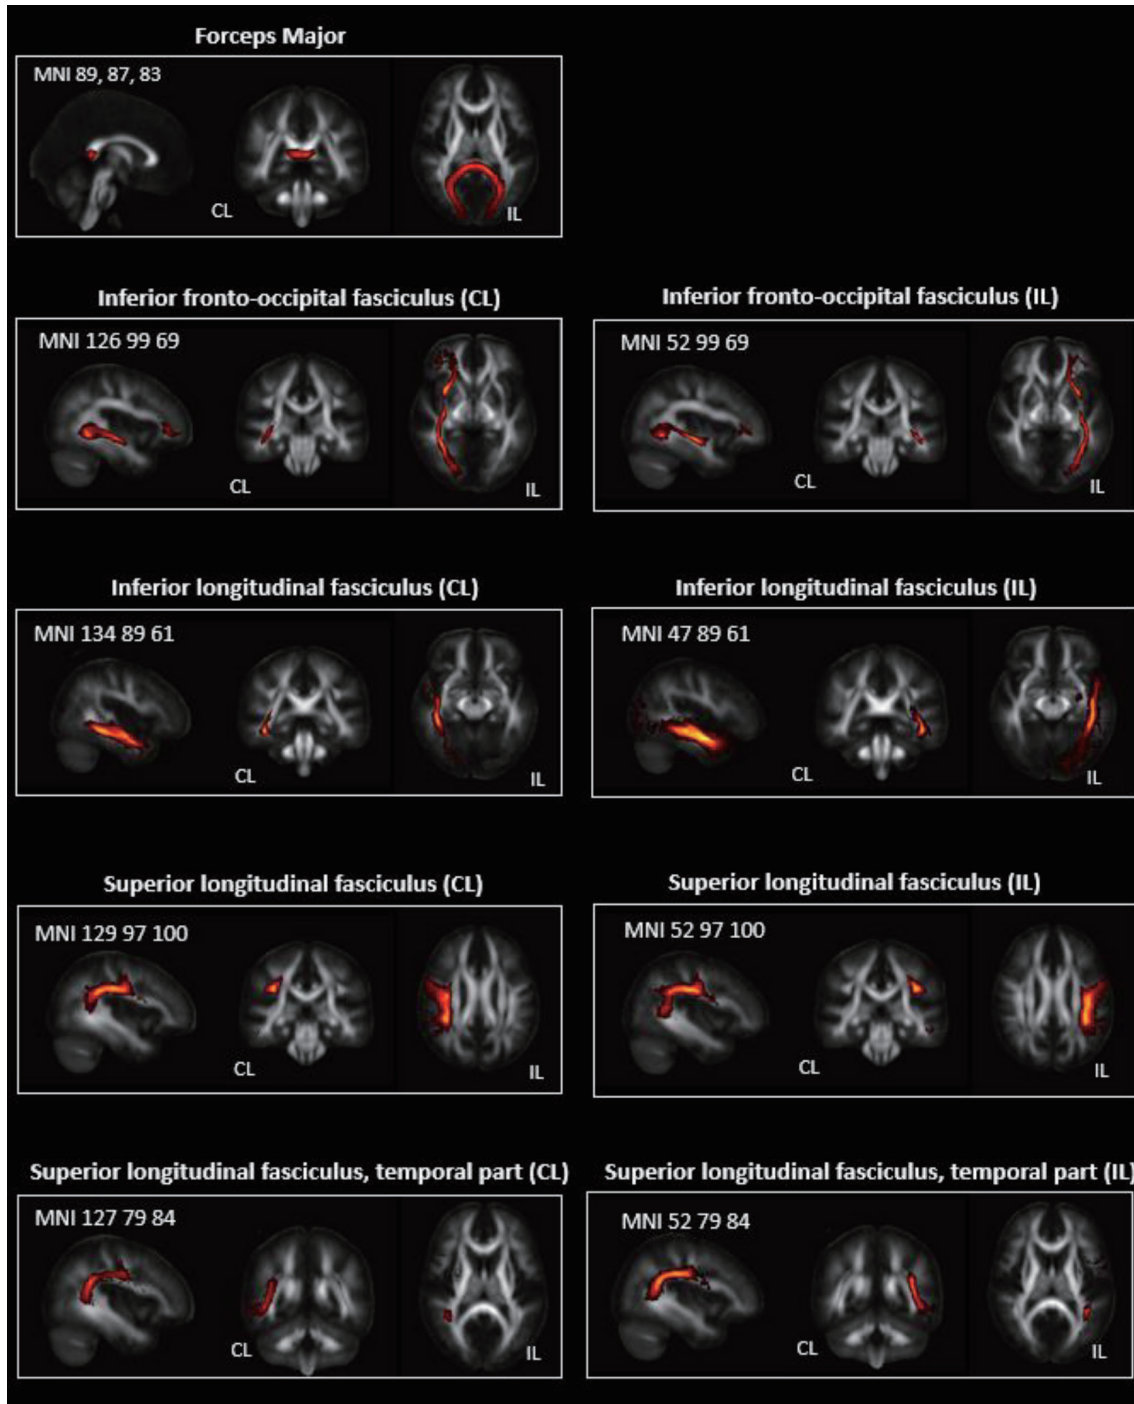 Forceps Major
MNI 89, 87, 83
CL
IL
Inferior fronto-occipital fasciculus (CL)
MNI 126 99 69
CL
IL
Inferior fronto-occipital fasciculus (IL)
MNI 52 99 69
CL
IL
Inferior longitudinal fasciculus (CL)
MNI 134 89 61
CL
IL
Inferior longitudinal fasciculus (IL)
MNI 47 89 61
CL
IL
Superior longitudinal fasciculus (CL)
MNI 129 97 100
CL
IL
Superior longitudinal fasciculus (IL)
MNI 52 97 100
CL
IL
Superior longitudinal fasciculus, temporal part (CL)
MNI 127 79 84
CL
IL
Superior longitudinal fasciculus, temporal part (IL)
MNI 52 79 84
CL
IL